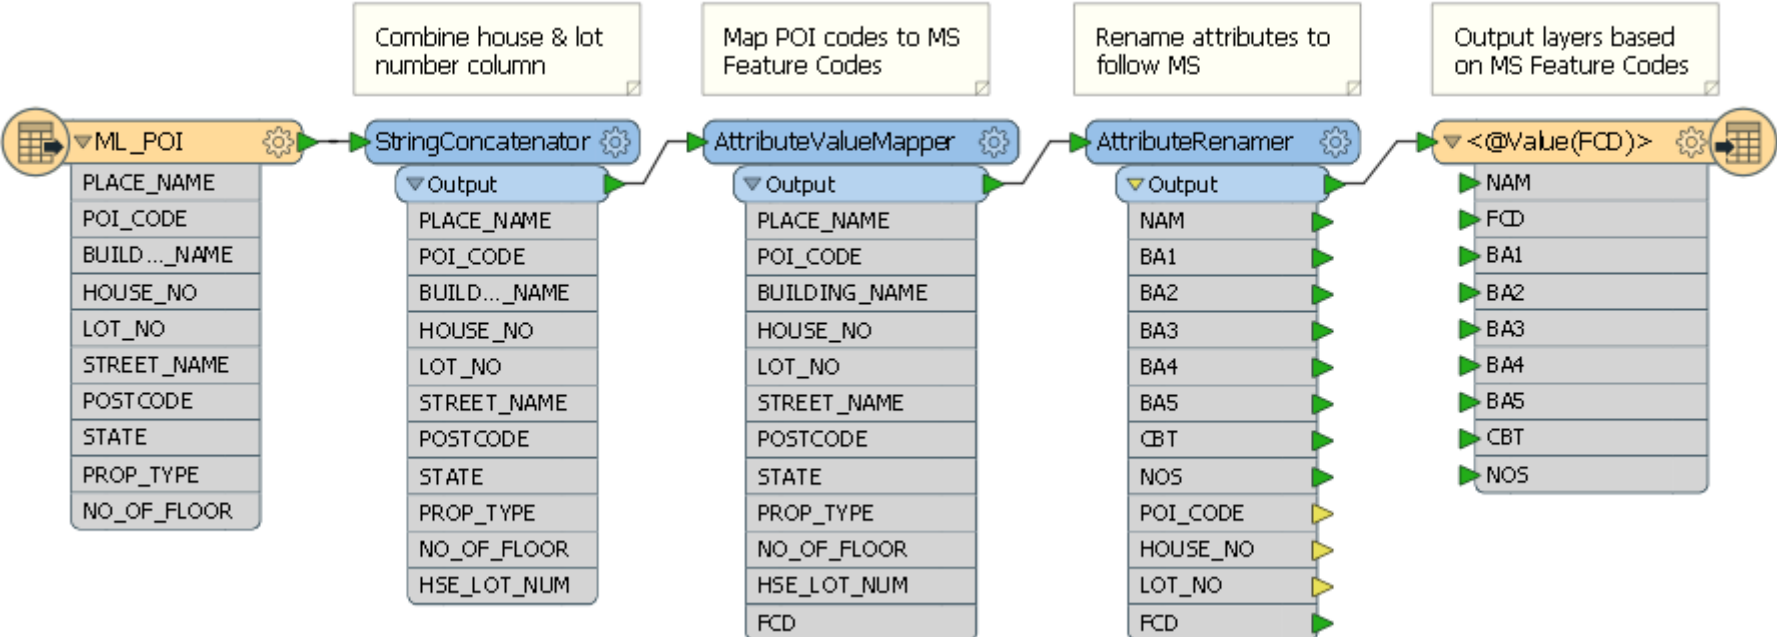 Combine house & lot
number column
Map POI codes to MS
Feature Codes
Rename attributes to
follow MS
Output layers based
on MS Feature Codes
ML_POI
PLACE_NAME
POI_CODE
BUILD..._NAME
HOUSE_NO
LOT_NO
STREET_NAME
POSTCODE
STATE
PROP_TYPE
NO_OF_FLOOR
StringConcatenator
Output
PLACE_NAME
POI_CODE
BUILD..._NAME
HOUSE_NO
LOT_NO
STREET_NAME
POSTCODE
STATE
PROP_TYPE
NO_OF_FLOOR
HSE_LOT_NUM
AttributeValueMapper
Output
PLACE_NAME
POI_CODE
BUILDING_NAME
HOUSE_NO
LOT_NO
STREET_NAME
POSTCODE
STATE
PROP_TYPE
NO_OF_FLOOR
HSE_LOT_NUM
FCD
AttributeRenamer
Output
NAM
BA1
BA2
BA3
BA4
BA5
CBT
NOS
POI_CODE
HOUSE_NO
LOT_NO
FCD
<@Value(FCD)>
NAM
FCD
BA1
BA2
BA3
BA4
BA5
CBT
NOS